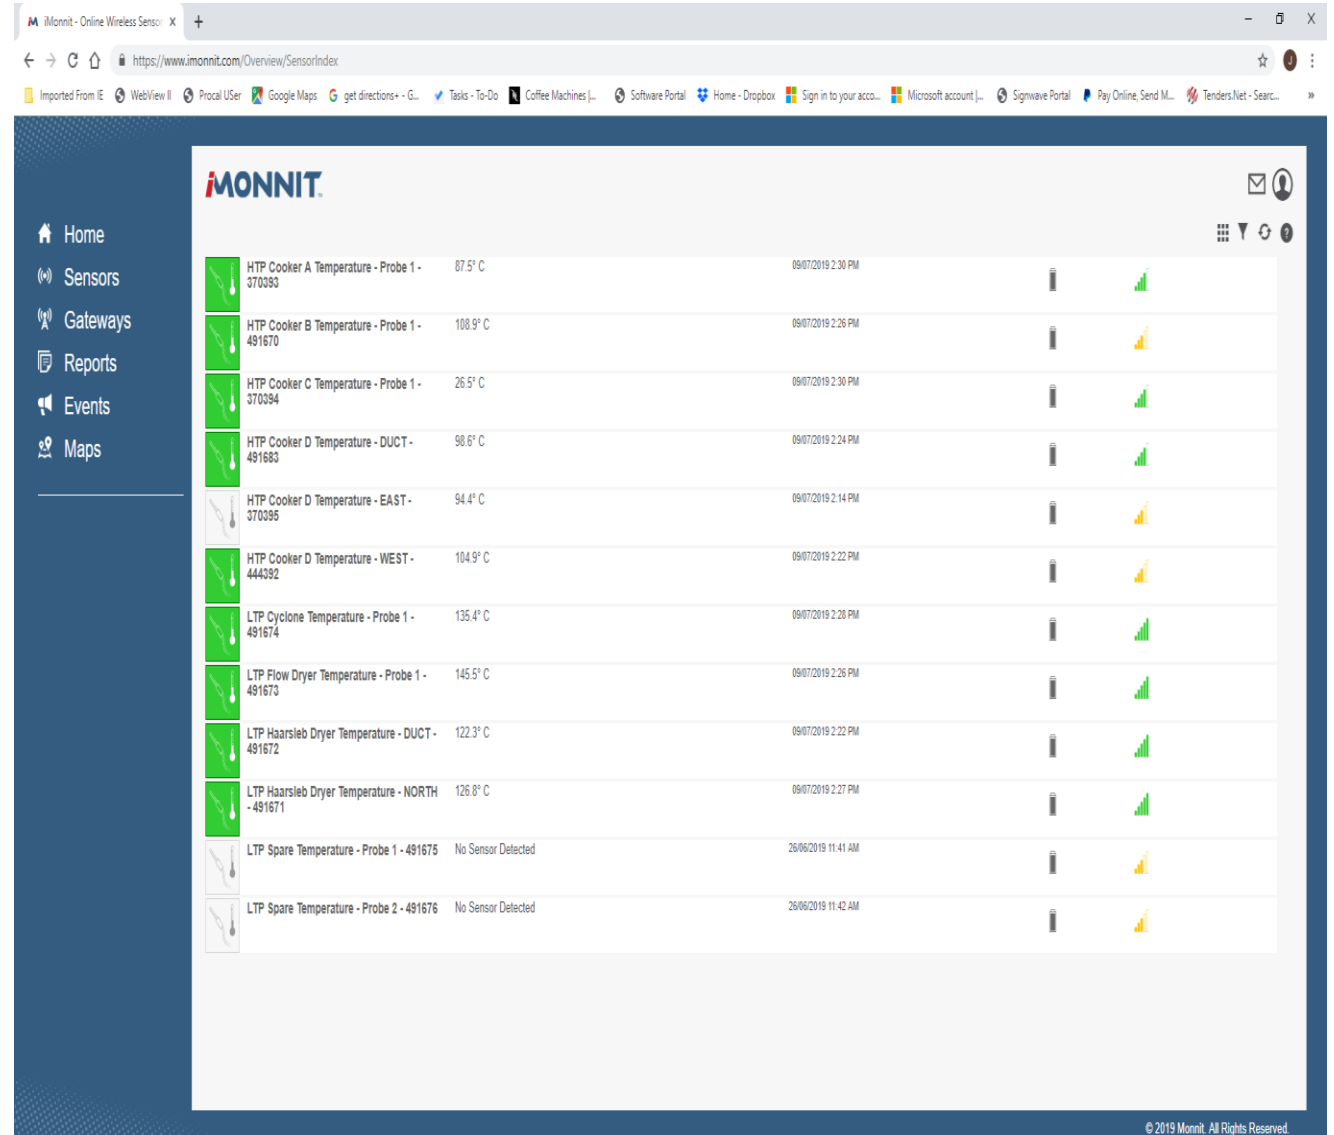 iMonnit - Online Wireless Sensor X +
https://www.imonnit.com/Overview/SensorIndex
Imported From IE WebView II Procal USer Google Maps get directions+ - G... Tasks - To-Do Coffee Machines |... Software Portal Home - Dropbox Sign in to your acco... Microsoft account |... Signwave Portal Pay Online, Send M... Tenders.Net - Searc... »
iMONNIT
Home
Sensors
Gateways
Reports
Events
Maps
HTP Cooker A Temperature - Probe 1 - 87.5° C 09/07/2019 2:30 PM
370393
HTP Cooker B Temperature - Probe 1 - 108.9° C 09/07/2019 2:26 PM
491670
HTP Cooker C Temperature - Probe 1 - 26.5° C 09/07/2019 2:30 PM
370394
HTP Cooker D Temperature - DUCT - 98.6° C 09/07/2019 2:24 PM
491683
HTP Cooker D Temperature - EAST - 94.4° C 09/07/2019 2:14 PM
370395
HTP Cooker D Temperature - WEST - 104.9° C 09/07/2019 2:22 PM
444392
LTP Cyclone Temperature - Probe 1 - 135.4° C 09/07/2019 2:28 PM
491674
LTP Flow Dryer Temperature - Probe 1 - 145.5° C 09/07/2019 2:26 PM
491673
LTP Haarsleb Dryer Temperature - DUCT - 122.3° C 09/07/2019 2:22 PM
491672
LTP Haarsleb Dryer Temperature - NORTH 126.8° C 09/07/2019 2:27 PM
- 491671
LTP Spare Temperature - Probe 1 - 491675 No Sensor Detected 26/06/2019 11:41 AM
LTP Spare Temperature - Probe 2 - 491676 No Sensor Detected 26/06/2019 11:42 AM
© 2019 Monnit. All Rights Reserved.